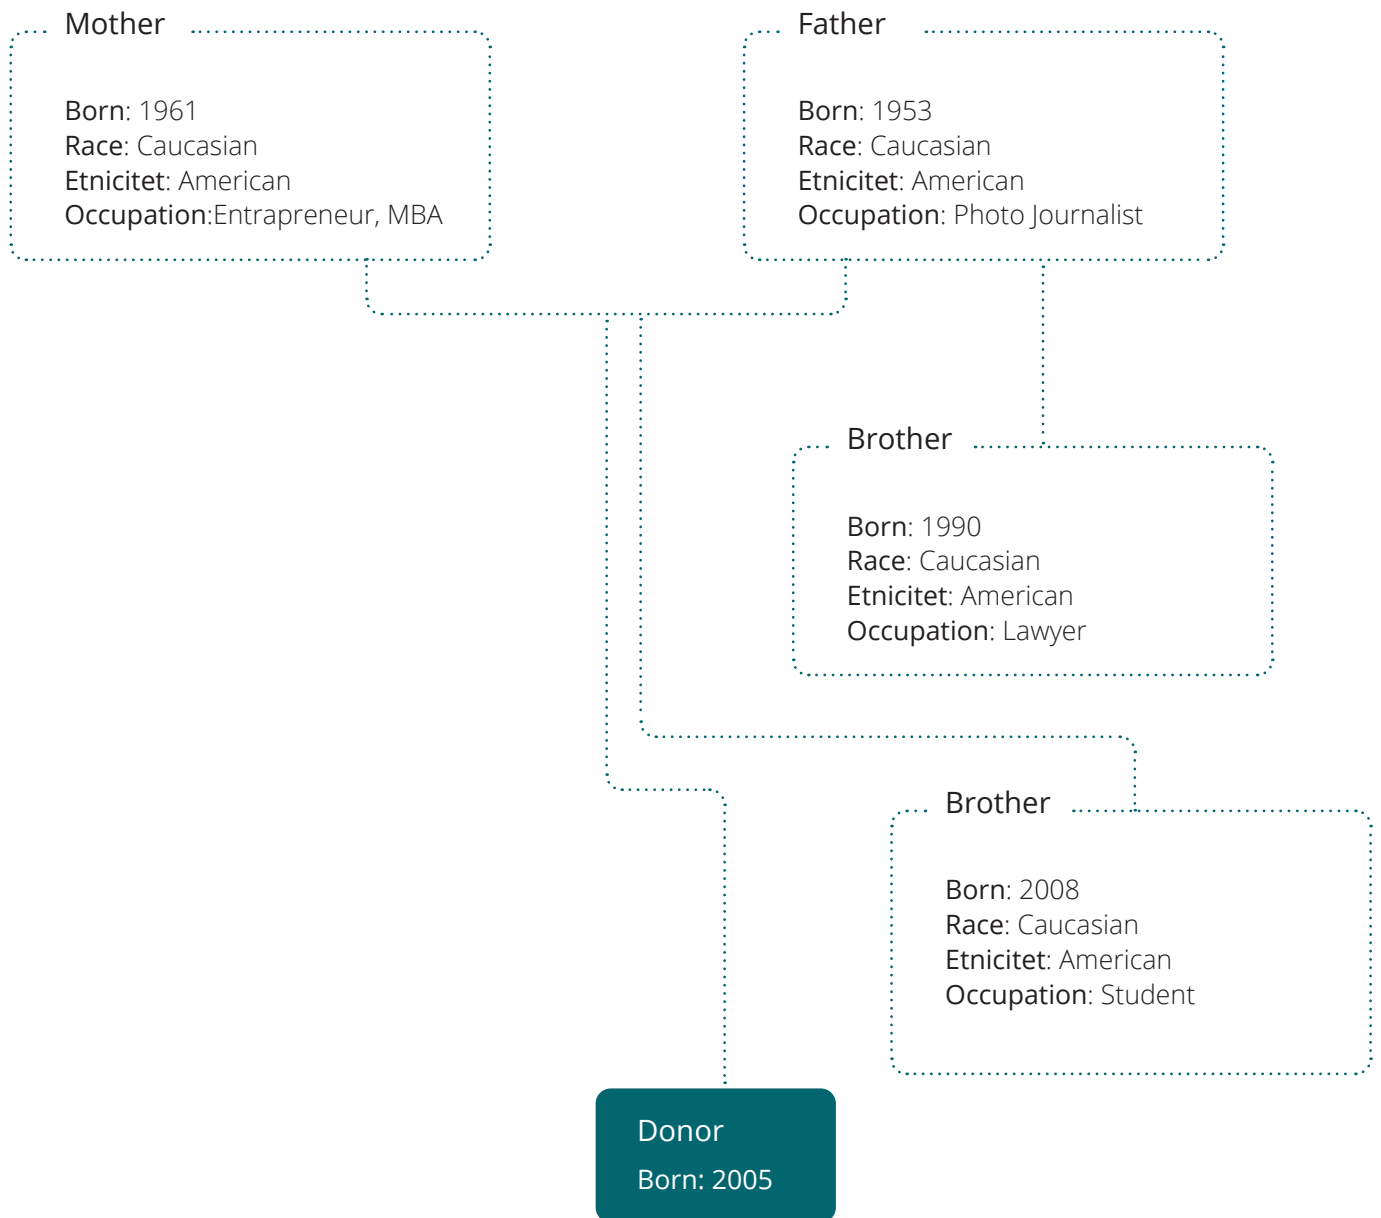 Mother
Born: 1961
Race: Caucasian
Etnicitet: American
Occupation:Entrapreneur, MBA
Father
Born: 1953
Race: Caucasian
Etnicitet: American
Occupation: Photo Journalist
Brother
Born: 1990
Race: Caucasian
Etnicitet: American
Occupation: Lawyer
Brother
Born: 2008
Race: Caucasian
Etnicitet: American
Occupation: Student
Donor
Born: 2005